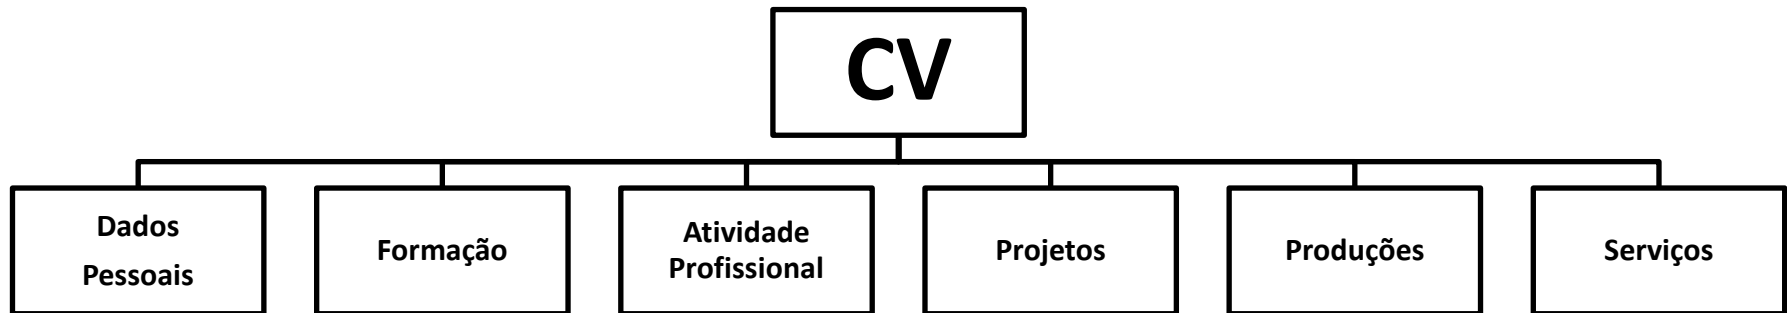 CV
Dados
Pessoais
Formação
Atividade
Profissional
Projetos
Produções
Serviços